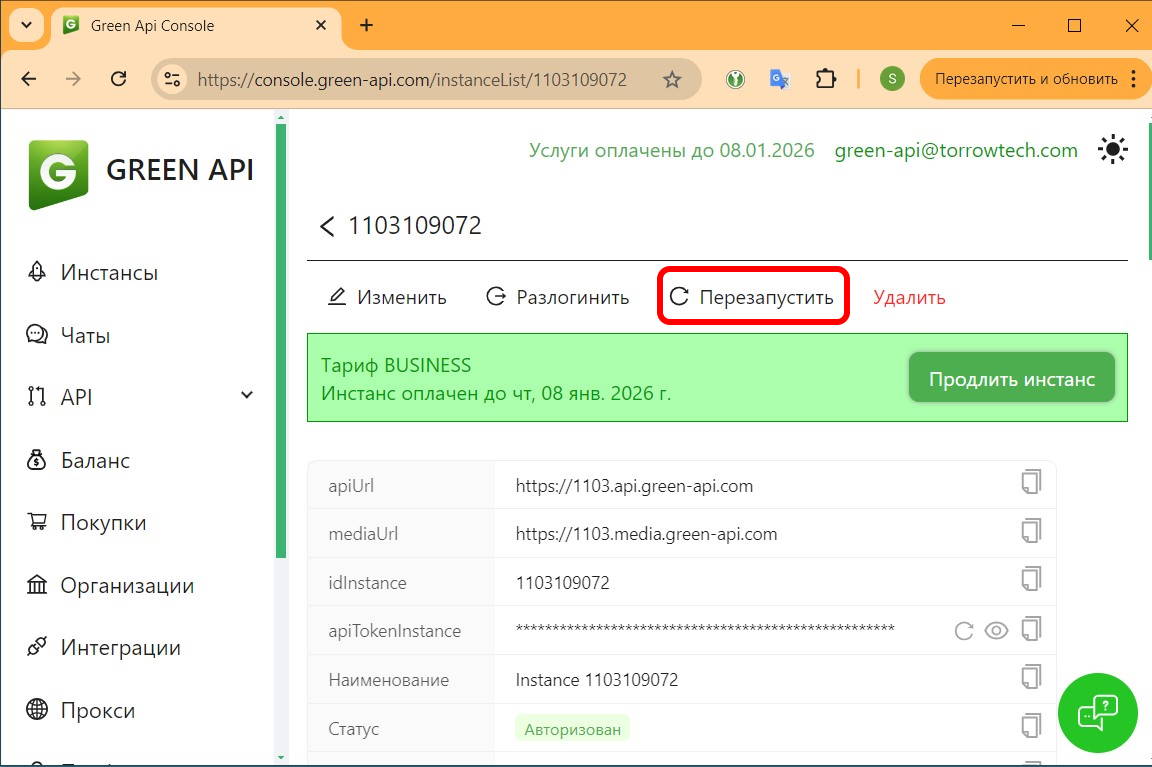 Green Api Console
https://console.green-api.com/instanceList/1103109072
S
Перезапустить и обновить
G
GREEN API
Услуги оплачены до 08.01.2026
green-api@torrowtech.com
1103109072
Изменить
Разлогинить
Перезапустить
Удалить
Тариф BUSINESS
Инстанс оплачен до чт, 08 янв. 2026 г.
Продлить инстанс
Инстансы
Чаты
API
Баланс
Покупки
Организации
Интеграции
Прокси
apiUrl https://1103.api.green-api.com
mediaUrl https://1103.media.green-api.com
idInstance 1103109072
apiTokenInstance ****************************************************
Наименование Instance 1103109072
Статус Авторизован